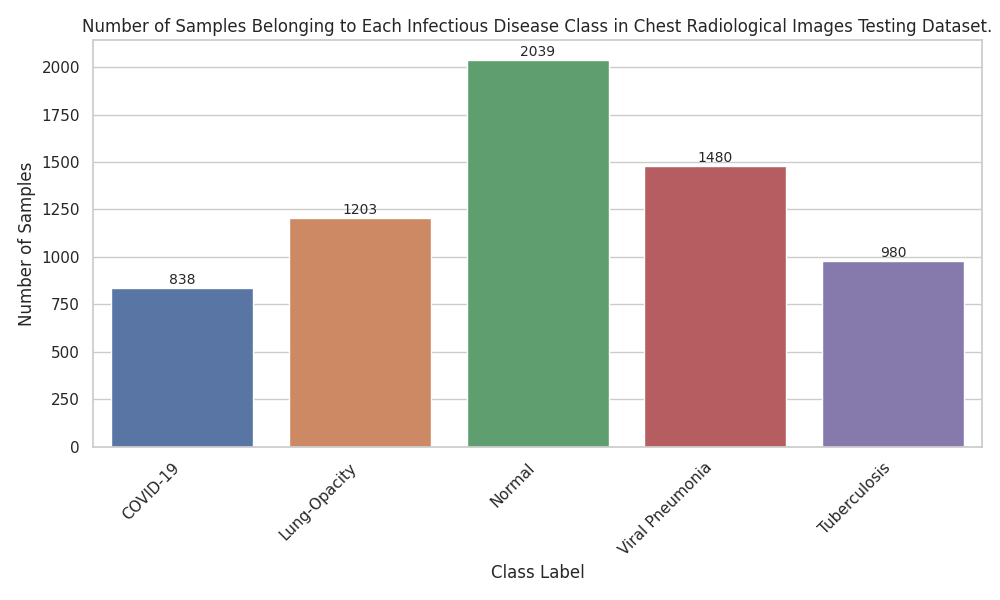 Number of Samples Belonging to Each Infectious Disease Class in Chest Radiological Images Testing Dataset.
Number of Samples
2000
1750
1500
1250
1000
750
500
250
0
838
1203
2039
1480
980
COVID-19
Lung-Opacity
Normal
Viral Pneumonia
Tuberculosis
Class Label